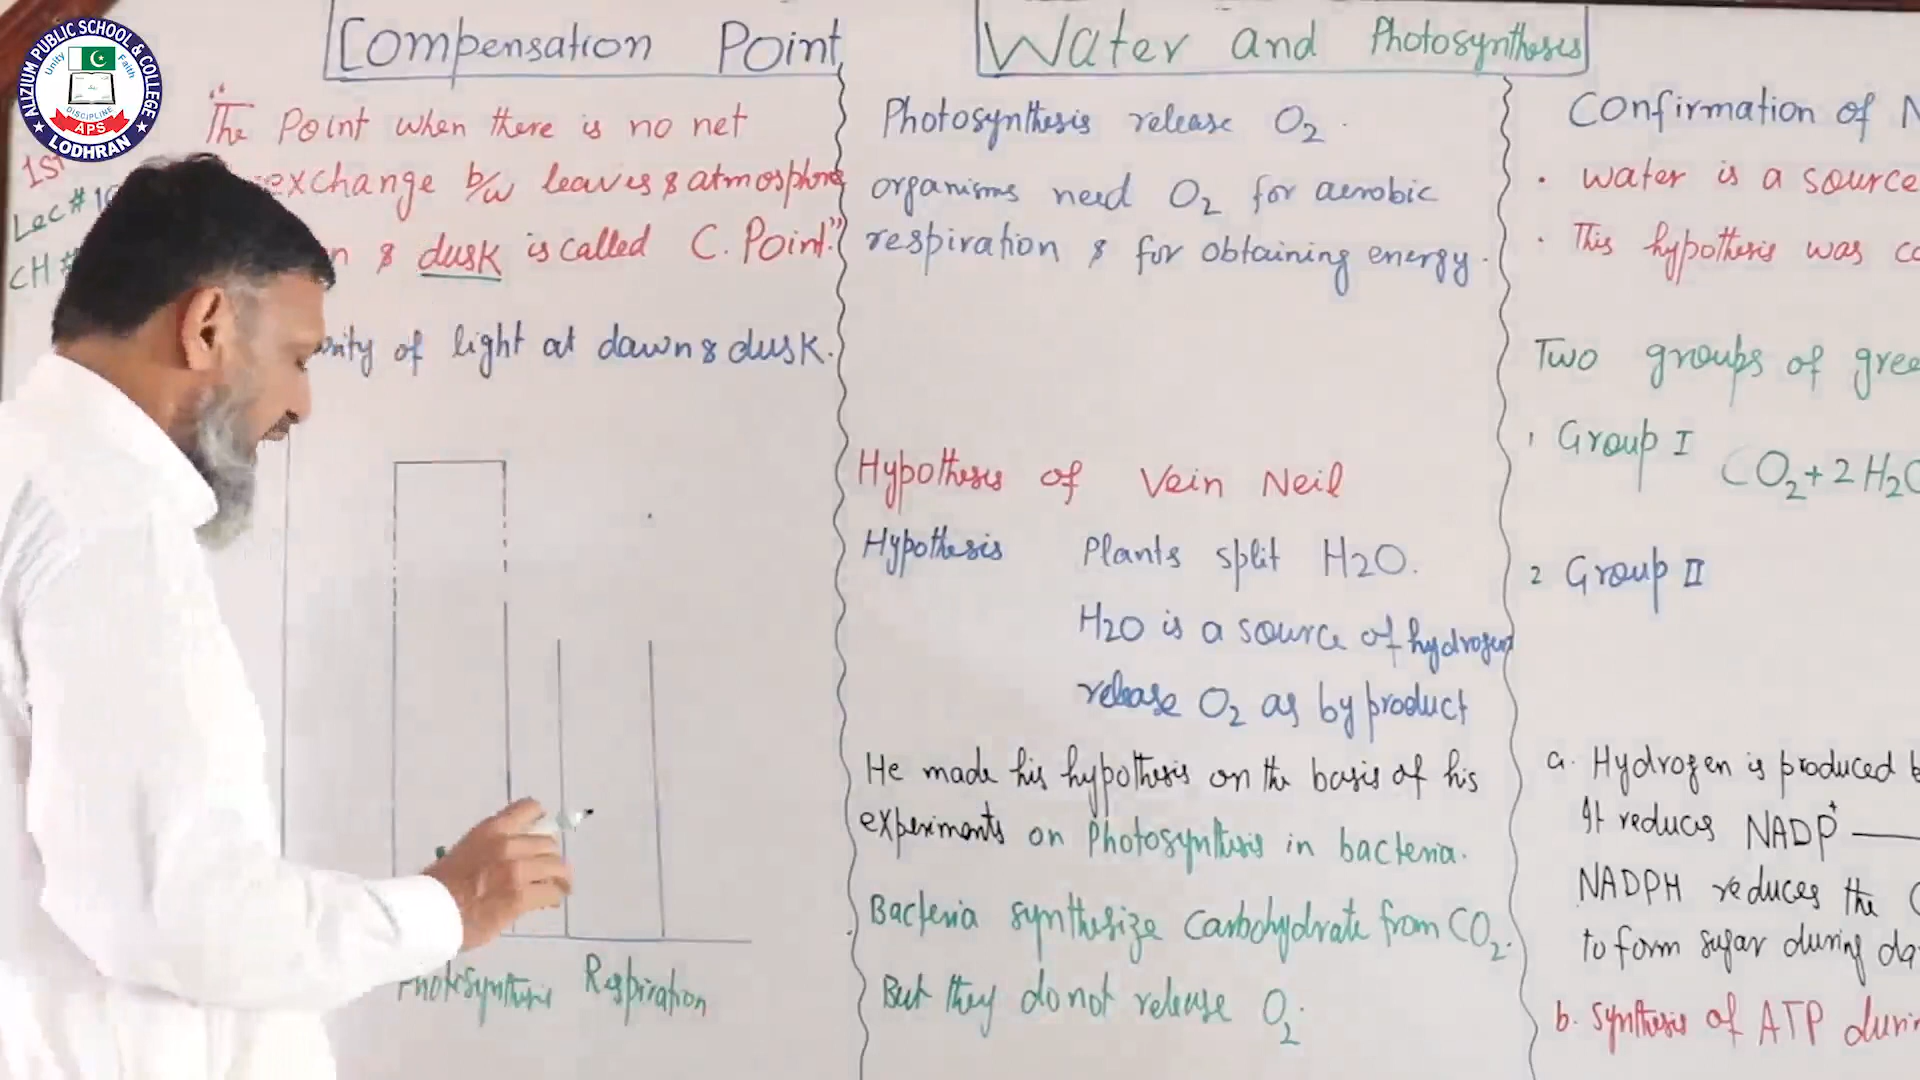 ALIZIUM PUBLIC SCHOOL & COLLEGE
Unity Faith
DISCIPLINE
APS
LODHRAN
1st
Lec # 10
CH #
Compensation Point
"The Point when there is no net
exchange b/w leaves & atmosphere
& dusk is called C. Point."
of light at dawn & dusk.
Photosynthesis Respiration
Water and Photosynthesis
Photosynthesis release O2.
organisms need O2 for aerobic
respiration & for obtaining energy.
Hypothesis of Vein Neil
Hypothesis Plants split H2O.
H2O is a source of hydrogen
release O2 as by product
He made his hypothesis on the basis of his
experiments on Photosynthesis in bacteria.
Bacteria synthesize Carbohydrate from CO2.
But they do not release O2.
Confirmation of
• water is a source
• This hypothesis was
Two groups of
1 Group I CO2 + 2 H2O
2 Group II
a. Hydrogen is produced
It reduces NADP+
NADPH reduces the
to form sugar during
b. Synthesis of ATP